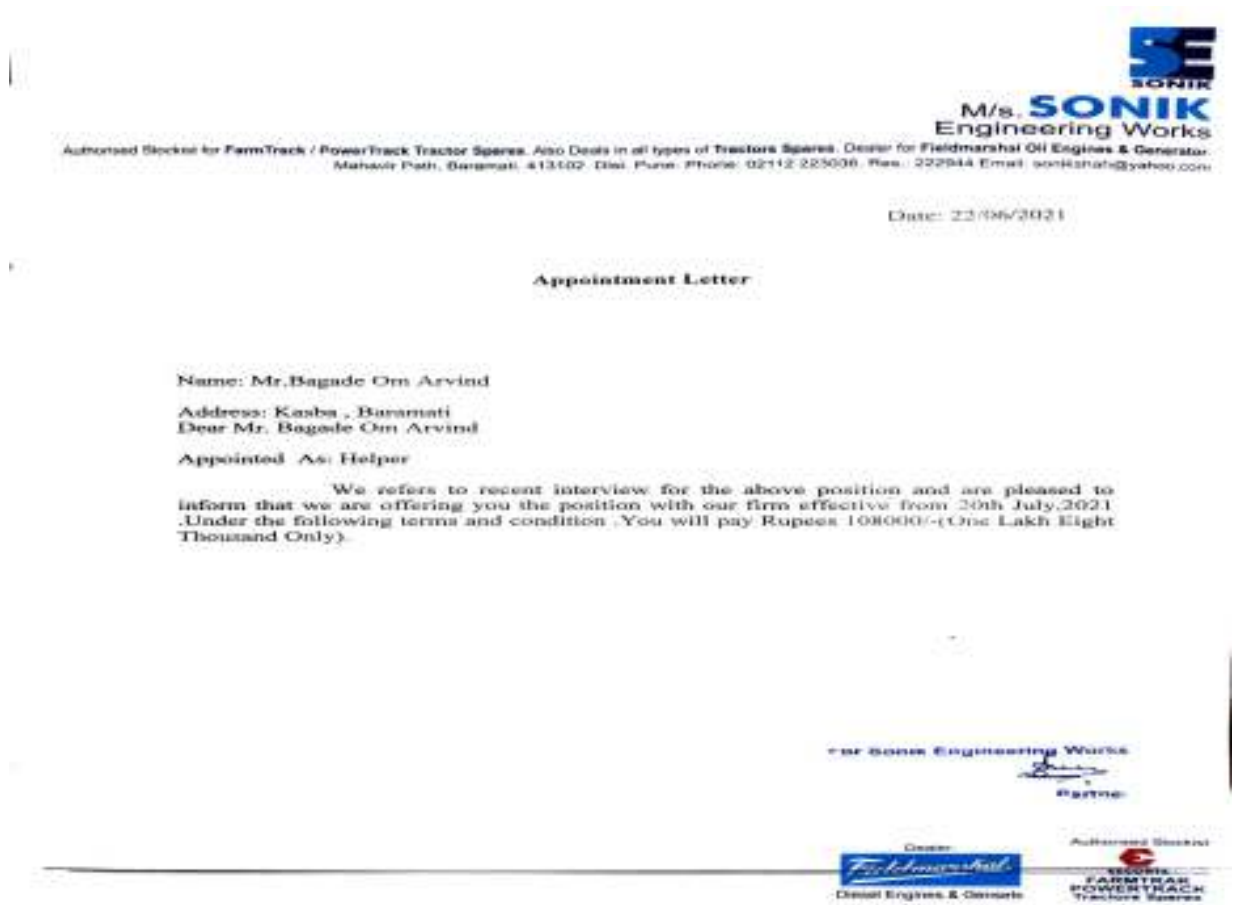 SE
SONIK
M/s. SONIK
Engineering Works
Authorised Stockist for FarmTrack / PowerTrack Tractor Spares. Also Deals in all types of Tractors Spares. Dealer for Fieldmarshal Oil Engines & Generator.
Mahavir Path, Baramati. 413102. Dist. Pune. Phone: 02112 Res.: 222944 Email: sonikshah@yahoo.com
Date: 22/06/2021
Appointment Letter
Name: Mr.Bagade Om Arvind
Address: Kasba , Baramati
Dear Mr. Bagade Om Arvind
Appointed As: Helper
We refers to recent interview for the above position and are pleased to
inform that we are offering you the position with our firm effective from 20th July,2021
.Under the following terms and condition .You will pay Rupees 108000/-(One Lakh Eight
Thousand Only).
For Sonik Engineering Works
Partner
Dealer
Fieldmarshal
Diesel Engines & Gensets
Authorised Stockist
ESCORTS
FARMTRAK
POWERTRACK
Tractors Spares